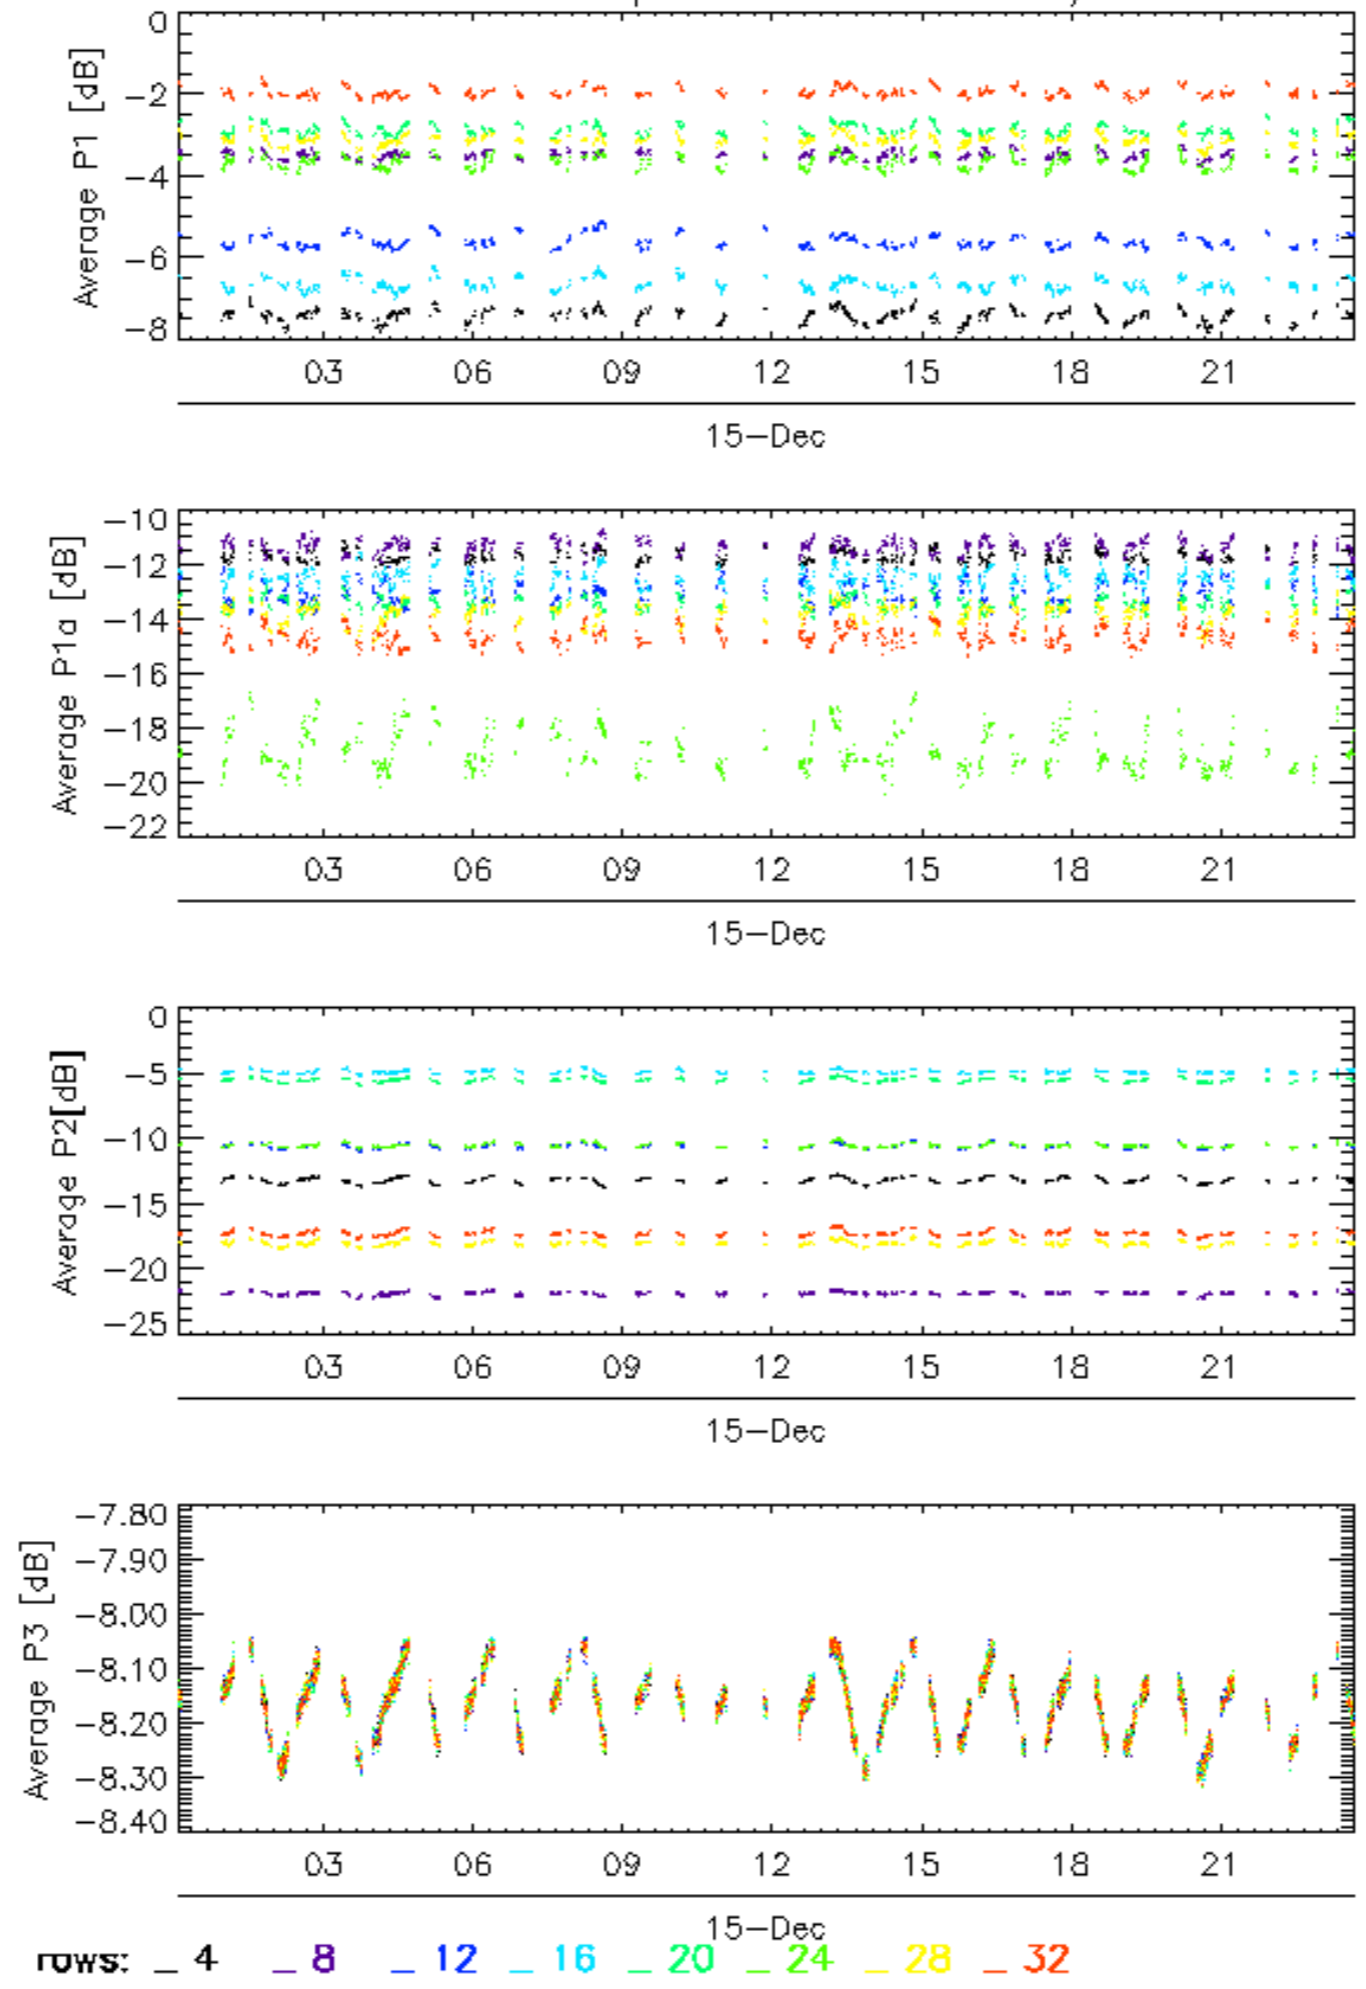 0
-2
-4
-6
-8
Average P1 [dB]
03 06 09 12 15 18 21
15-Dec
-10
-12
-14
-16
-18
-20
-22
Average P1a [dB]
03 06 09 12 15 18 21
15-Dec
0
-5
-10
-15
-20
-25
Average P2[dB]
03 06 09 12 15 18 21
15-Dec
-7.80
-7.90
-8.00
-8.10
-8.20
-8.30
-8.40
Average P3 [dB]
03 06 09 12 15 18 21
15-Dec
rows: _ 4 _ 8 _ 12 _ 16 _ 20 _ 24 _ 28 _ 32